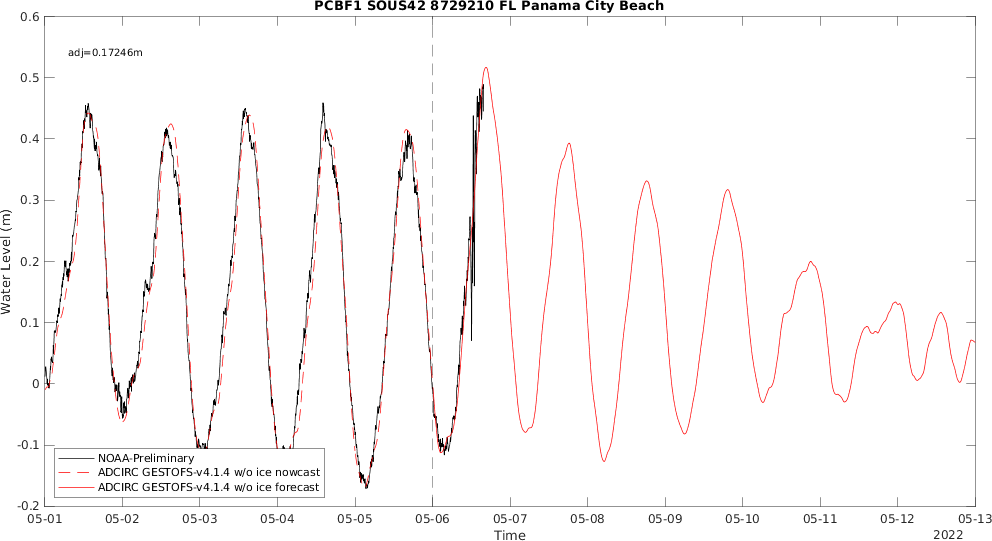 PCBF1 SOUS42 8729210 FL Panama City Beach
adj=0.17246m
Water Level (m)
0.6
0.5
0.4
0.3
0.2
0.1
0
-0.1
-0.2
NOAA-Preliminary
ADCIRC GESTOFS-v4.1.4 w/o ice nowcast
ADCIRC GESTOFS-v4.1.4 w/o ice forecast
05-01 05-02 05-03 05-04 05-05 05-06 05-07 05-08 05-09 05-10 05-11 05-12 05-13
Time
2022